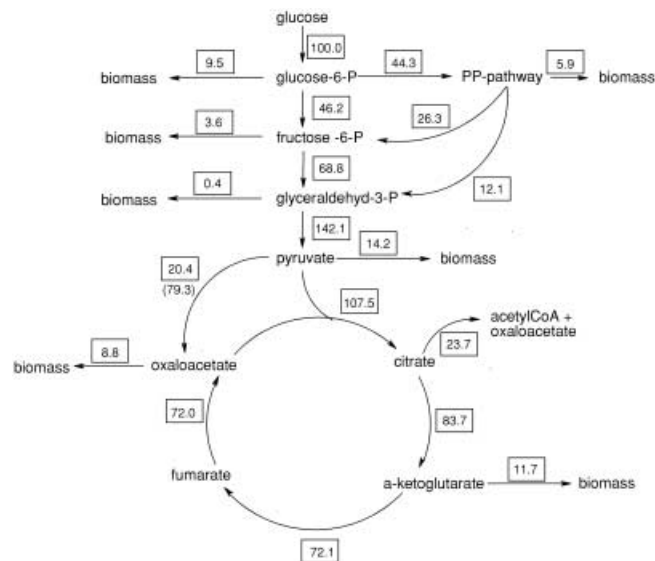 glucose
100.0
biomass 9.5 glucose-6-P 44.3 PP-pathway 5.9 biomass
46.2
biomass 3.6 fructose -6-P 26.3
68.8
biomass 0.4 glyceraldehyd-3-P 12.1
142.1
pyruvate 14.2 biomass
20.4
(79.3)
107.5
acetylCoA +
oxaloacetate
biomass 8.8 oxaloacetate citrate 23.7
72.0 83.7
fumarate a-ketoglutarate 11.7 biomass
72.1